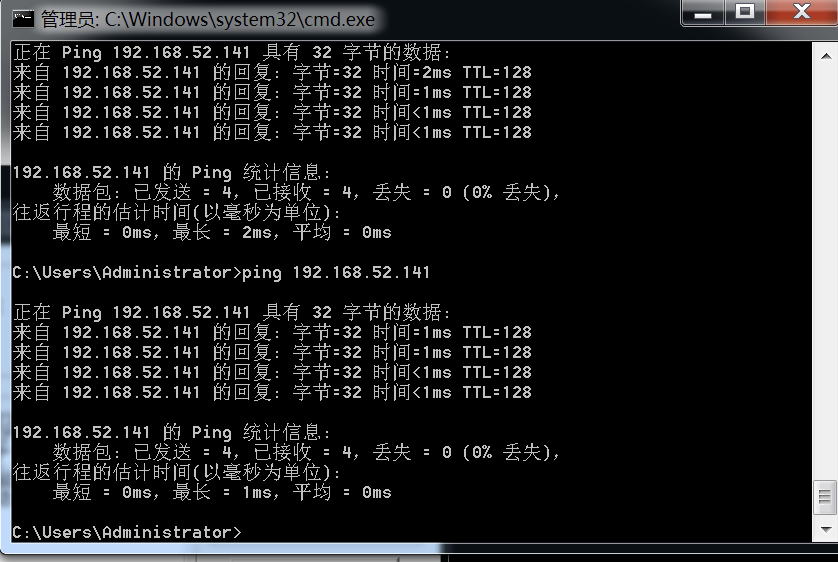 管理员: C:\Windows\system32\cmd.exe
正在 Ping 192.168.52.141 具有 32 字节的数据:
来自 192.168.52.141 的回复: 字节=32 时间=2ms TTL=128
来自 192.168.52.141 的回复: 字节=32 时间=1ms TTL=128
来自 192.168.52.141 的回复: 字节=32 时间<1ms TTL=128
来自 192.168.52.141 的回复: 字节=32 时间<1ms TTL=128
192.168.52.141 的 Ping 统计信息:
数据包: 已发送 = 4，已接收 = 4，丢失 = 0 (0% 丢失)，
往返行程的估计时间(以毫秒为单位):
最短 = 0ms，最长 = 2ms，平均 = 0ms
C:\Users\Administrator>ping 192.168.52.141
正在 Ping 192.168.52.141 具有 32 字节的数据:
来自 192.168.52.141 的回复: 字节=32 时间=1ms TTL=128
来自 192.168.52.141 的回复: 字节=32 时间=1ms TTL=128
来自 192.168.52.141 的回复: 字节=32 时间<1ms TTL=128
来自 192.168.52.141 的回复: 字节=32 时间<1ms TTL=128
192.168.52.141 的 Ping 统计信息:
数据包: 已发送 = 4，已接收 = 4，丢失 = 0 (0% 丢失)，
往返行程的估计时间(以毫秒为单位):
最短 = 0ms，最长 = 1ms，平均 = 0ms
C:\Users\Administrator>